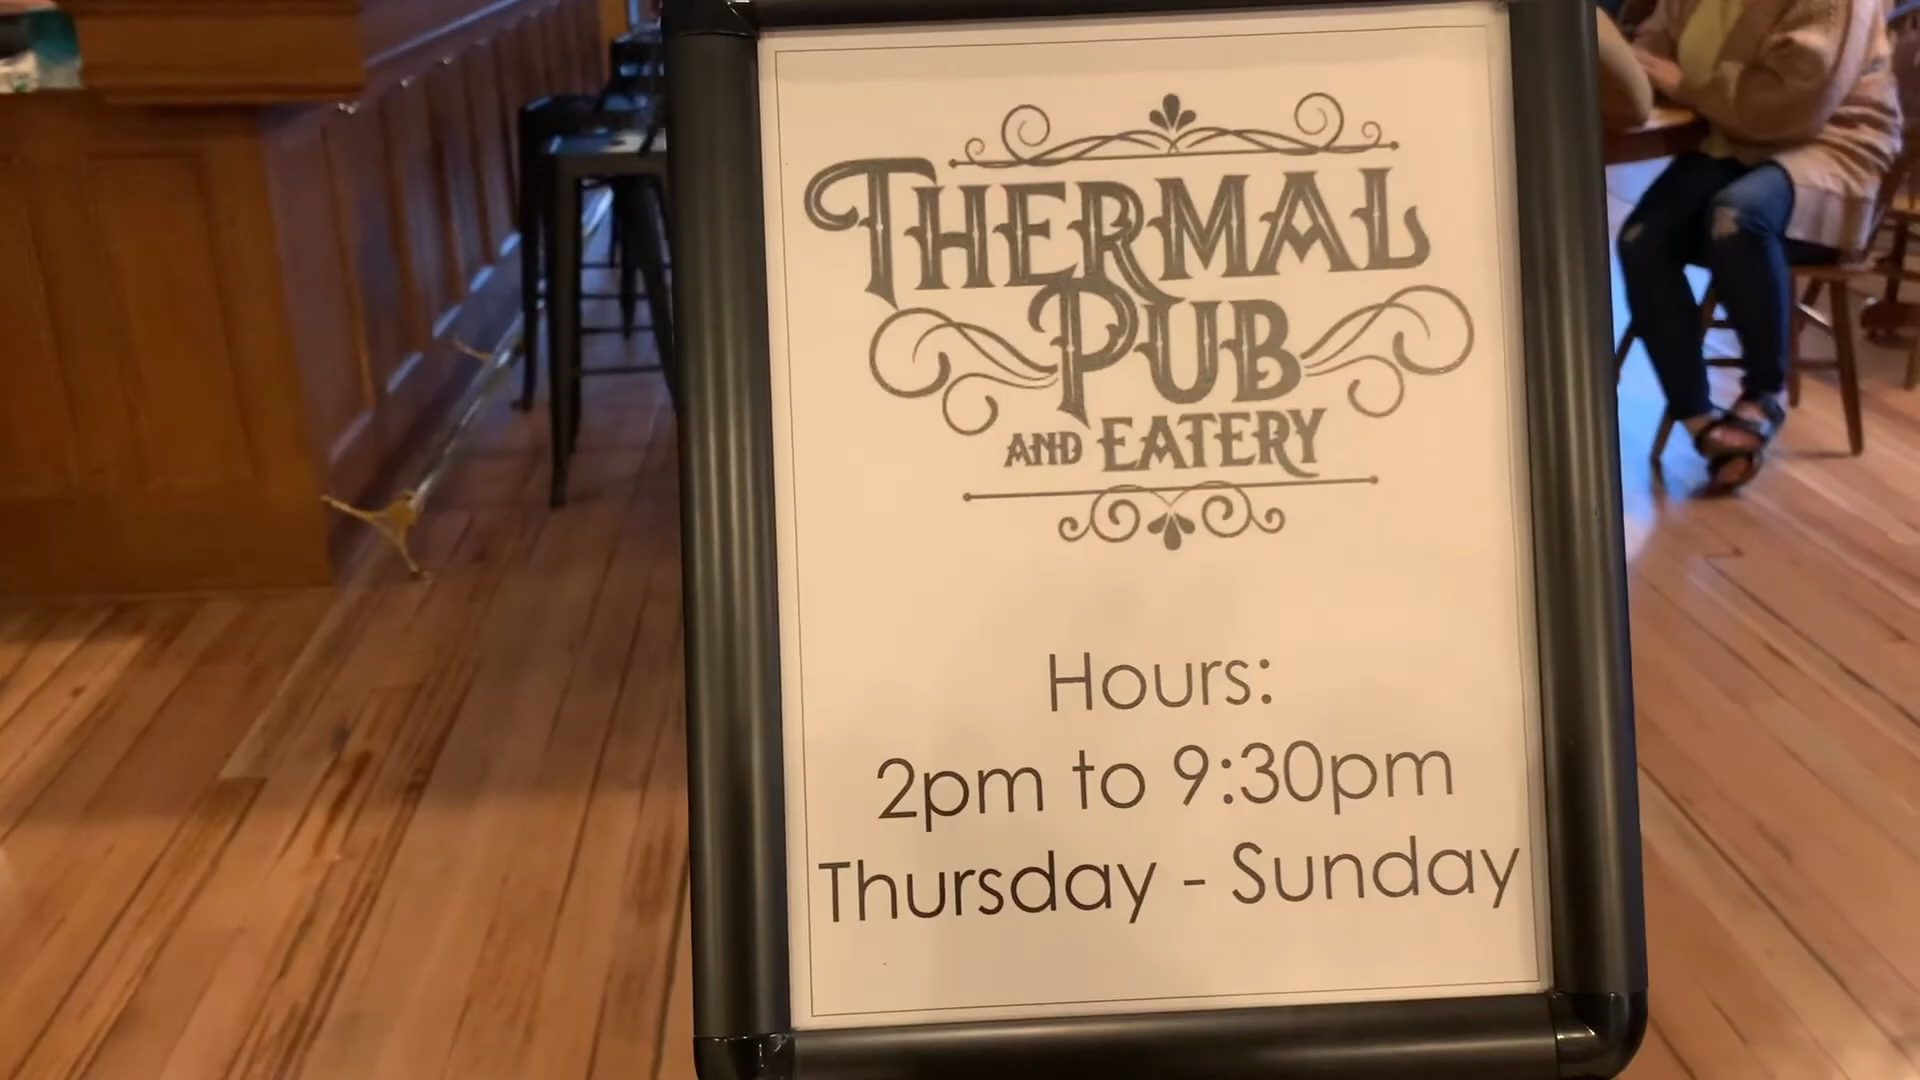 THERMAL
PUB
AND EATERY
Hours:
2pm to 9:30pm
Thursday - Sunday